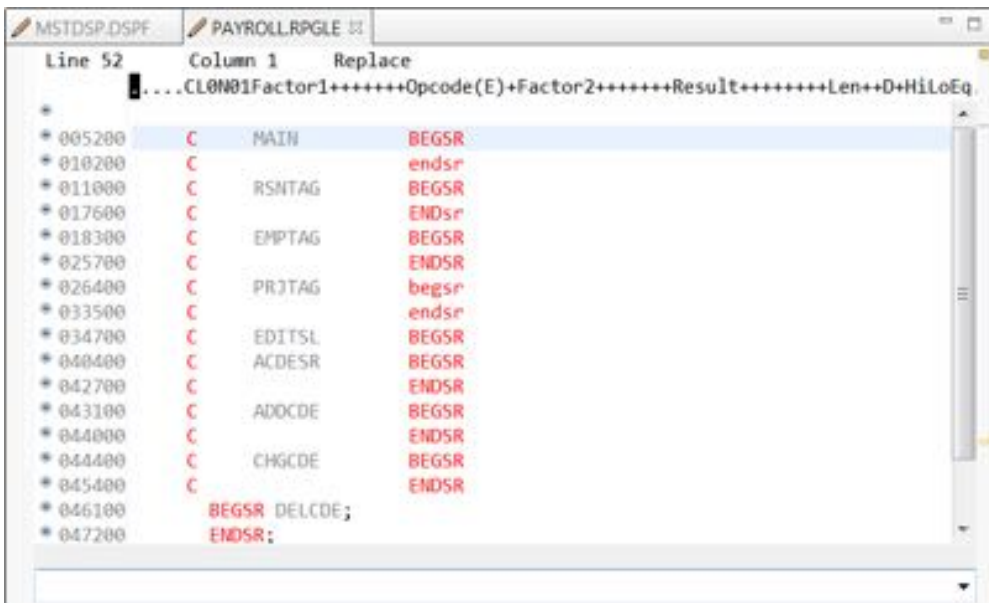 MSTDSP.DSPF PAYROLL.RPGLE
Line 52 Column 1 Replace
.....CL0N01Factor1+++++++Opcode(E)+Factor2+++++++Result++++++++Len++D+HiLoEq.
005200 C MAIN BEGSR
010200 C endsr
011000 C RSNTAG BEGSR
017600 C ENDsr
018300 C EMPTAG BEGSR
025700 C ENDSR
026400 C PRJTAG begsr
033500 C endsr
034700 C EDITSL BEGSR
040400 C ACDESR BEGSR
042700 C ENDSR
043100 C ADDCDE BEGSR
044000 C ENDSR
044400 C CHGCDE BEGSR
045400 C ENDSR
046100 BEGSR DELCDE;
047200 ENDSR;